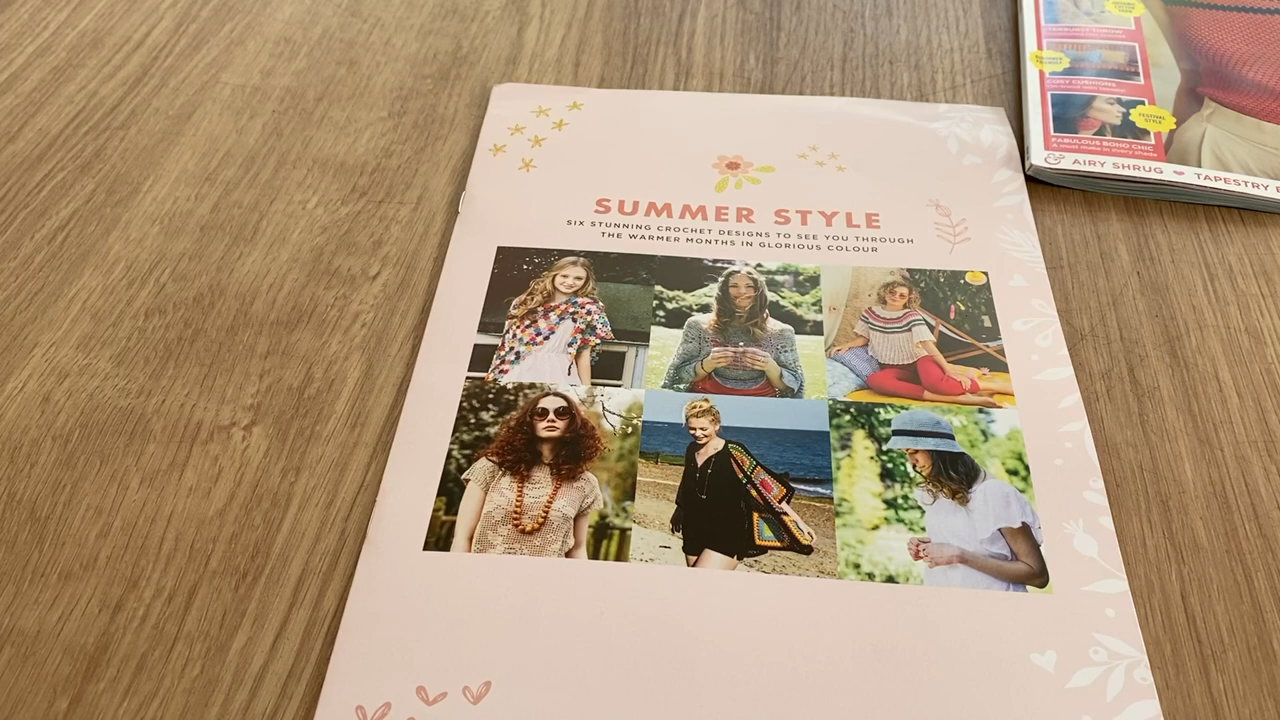 SUMMER STYLE
SIX STUNNING CROCHET DESIGNS TO SEE YOU THROUGH
THE WARMER MONTHS IN GLORIOUS COLOUR
THROW
COSY CUSHIONS
FESTIVAL
STYLE
FABULOUS BOHO CHIC
A must make in every shade
& AIRY SHRUG ♥ TAPESTRY